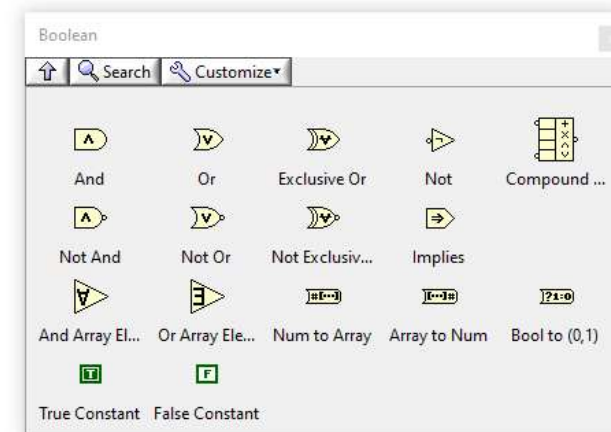 Boolean
Search Customize
And Or Exclusive Or Not Compound ...
Not And Not Or Not Exclusiv... Implies
And Array El... Or Array Ele... Num to Array Array to Num Bool to (0,1)
T F
True Constant False Constant